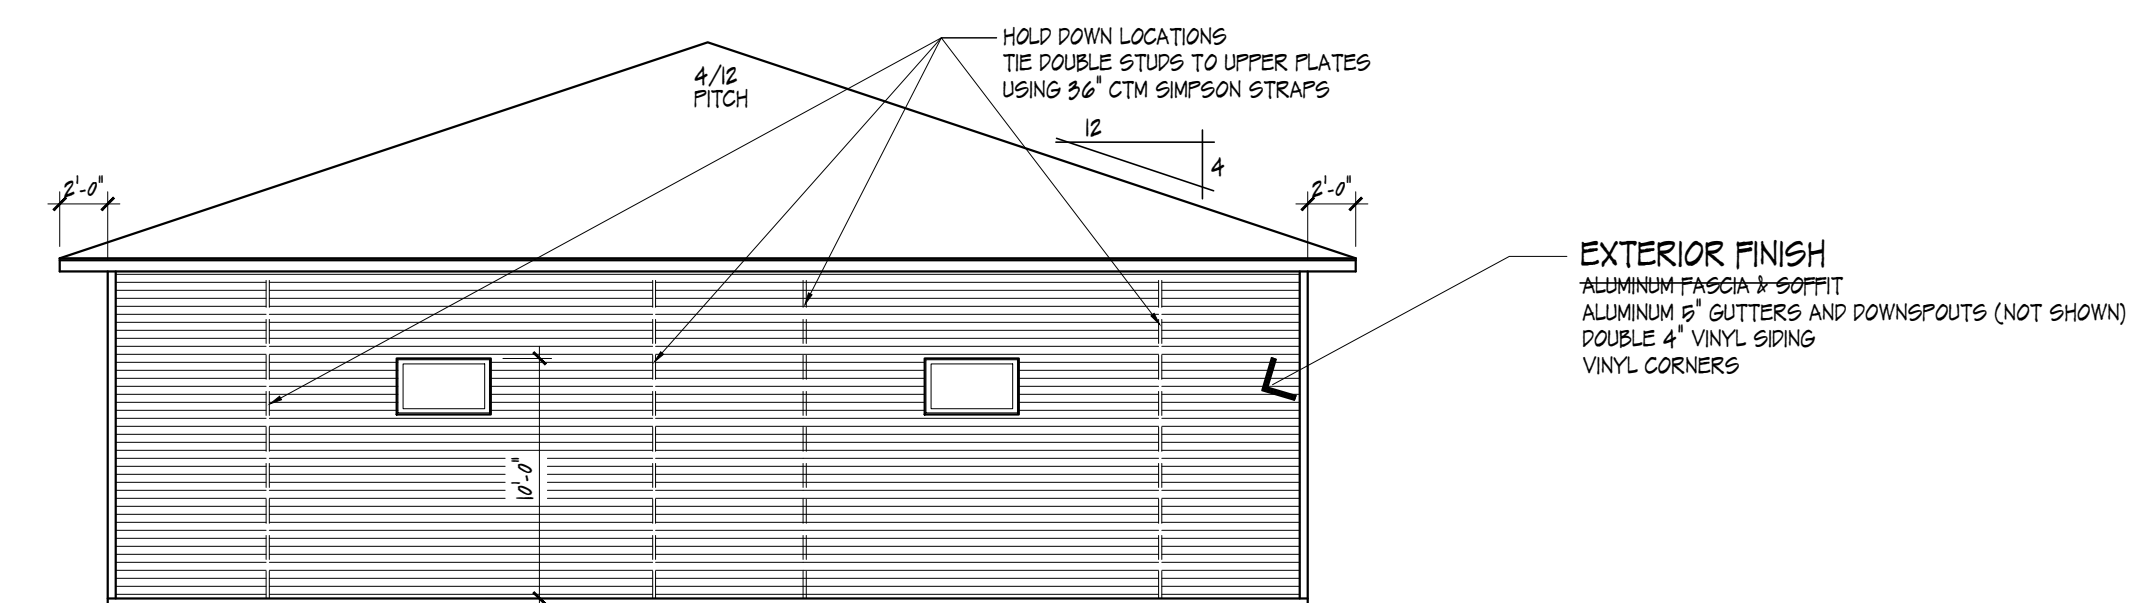 HOLD DOWN LOCATIONS
TIE DOUBLE STUDS TO UPPER PLATES
USING 36" CTM SIMPSON STRAPS
4/12
PITCH
12
4
2'-0"
2'-0"
EXTERIOR FINISH
ALUMINUM FASCIA & SOFFIT
ALUMINUM 5" GUTTERS AND DOWNSPOUTS (NOT SHOWN)
DOUBLE 4" VINYL SIDING
VINYL CORNERS
10'-0"